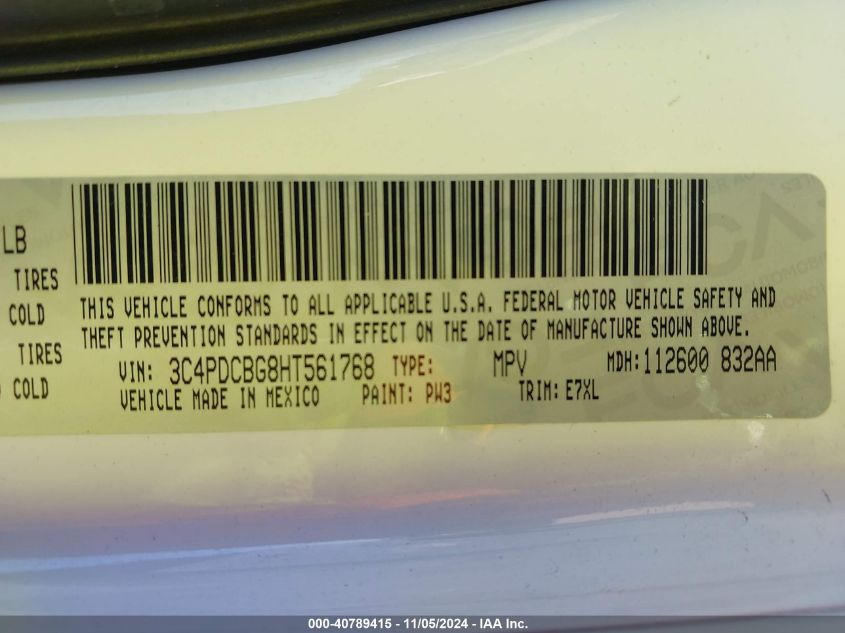 LB
TIRES
COLD
THIS VEHICLE CONFORMS TO ALL APPLICABLE U.S.A. FEDERAL MOTOR VEHICLE SAFETY AND
THEFT PREVENTION STANDARDS IN EFFECT ON THE DATE OF MANUFACTURE SHOWN ABOVE.
TIRES
VIN: 3C4PDCBG8HT561768 TYPE: MPV MDH: 112600 832AA
COLD
VEHICLE MADE IN MEXICO PAINT: PW3 TRIM: E7XL
000-40789415 - 11/05/2024 - IAA Inc.